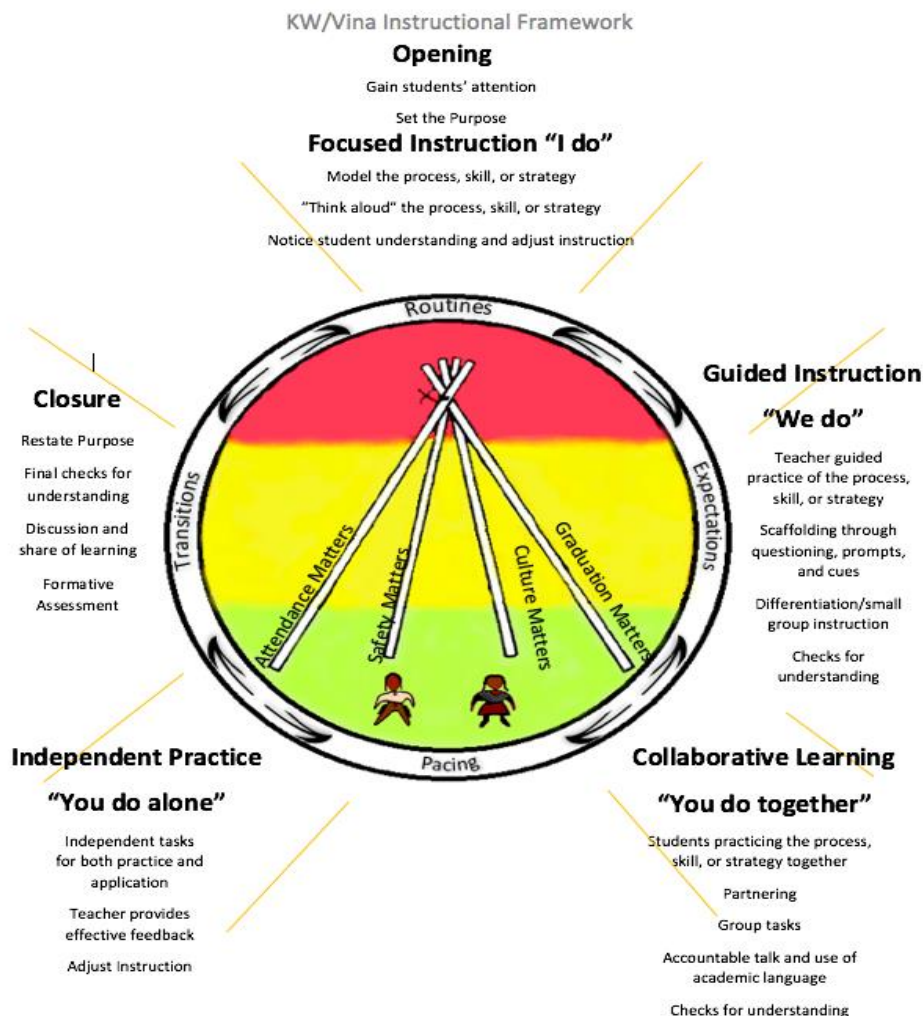 KW/Vina Instructional Framework
Opening
Gain students’ attention
Set the Purpose
Focused Instruction “I do”
Model the process, skill, or strategy
“Think aloud” the process, skill, or strategy
Notice student understanding and adjust instruction
Routines
Expectations
Pacing
Transitions
Attendance Matters
Safety Matters
Culture Matters
Graduation Matters
Guided Instruction
“We do”
Teacher guided
practice of the process,
skill, or strategy
Scaffolding through
questioning, prompts,
and cues
Differentiation/small
group instruction
Checks for
understanding
Collaborative Learning
“You do together”
Students practicing the process,
skill, or strategy together
Partnering
Group tasks
Accountable talk and use of
academic language
Checks for understanding
Independent Practice
“You do alone”
Independent tasks
for both practice and
application
Teacher provides
effective feedback
Adjust Instruction
Closure
Restate Purpose
Final checks for
understanding
Discussion and
share of learning
Formative
Assessment